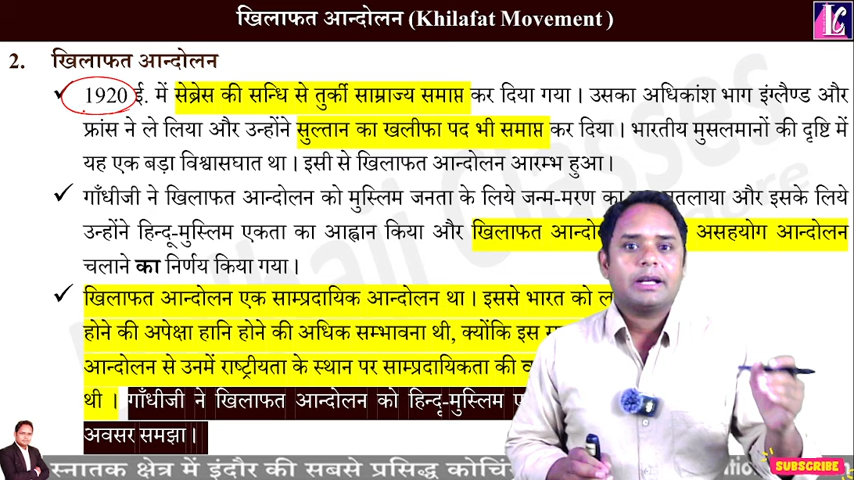 खिलाफत आन्दोलन (Khilafat Movement )
LC
2. खिलाफत आन्दोलन
✓ 1920 ई. में सेब्रेस की सन्धि से तुर्की साम्राज्य समाप्त कर दिया गया। उसका अधिकांश भाग इंग्लैण्ड और
फ्रांस ने ले लिया और उन्होंने सुल्तान का खलीफा पद भी समाप्त कर दिया। भारतीय मुसलमानों की दृष्टि में
यह एक बड़ा विश्वासघात था। इसी से खिलाफत आन्दोलन आरम्भ हुआ।
✓ गाँधीजी ने खिलाफत आन्दोलन को मुस्लिम जनता के लिये जन्म-मरण का और इसके लिये
उन्होंने हिन्दू-मुस्लिम एकता का आह्वान किया और खिलाफत असहयोग आन्दोलन
चलाने का निर्णय किया गया।
✓ खिलाफत आन्दोलन एक साम्प्रदायिक आन्दोलन था। इससे भारत को
होने की अपेक्षा हानि होने की अधिक सम्भावना थी, क्योंकि इस
आन्दोलन से उनमें राष्ट्रीयता के स्थान पर साम्प्रदायिकता की
थी। गाँधीजी ने खिलाफत आन्दोलन को हिन्दू-मुस्लिम
अवसर समझा।
स्नातक क्षेत्र में इंदौर की सबसे प्रसिद्ध
SUBSCRIBE